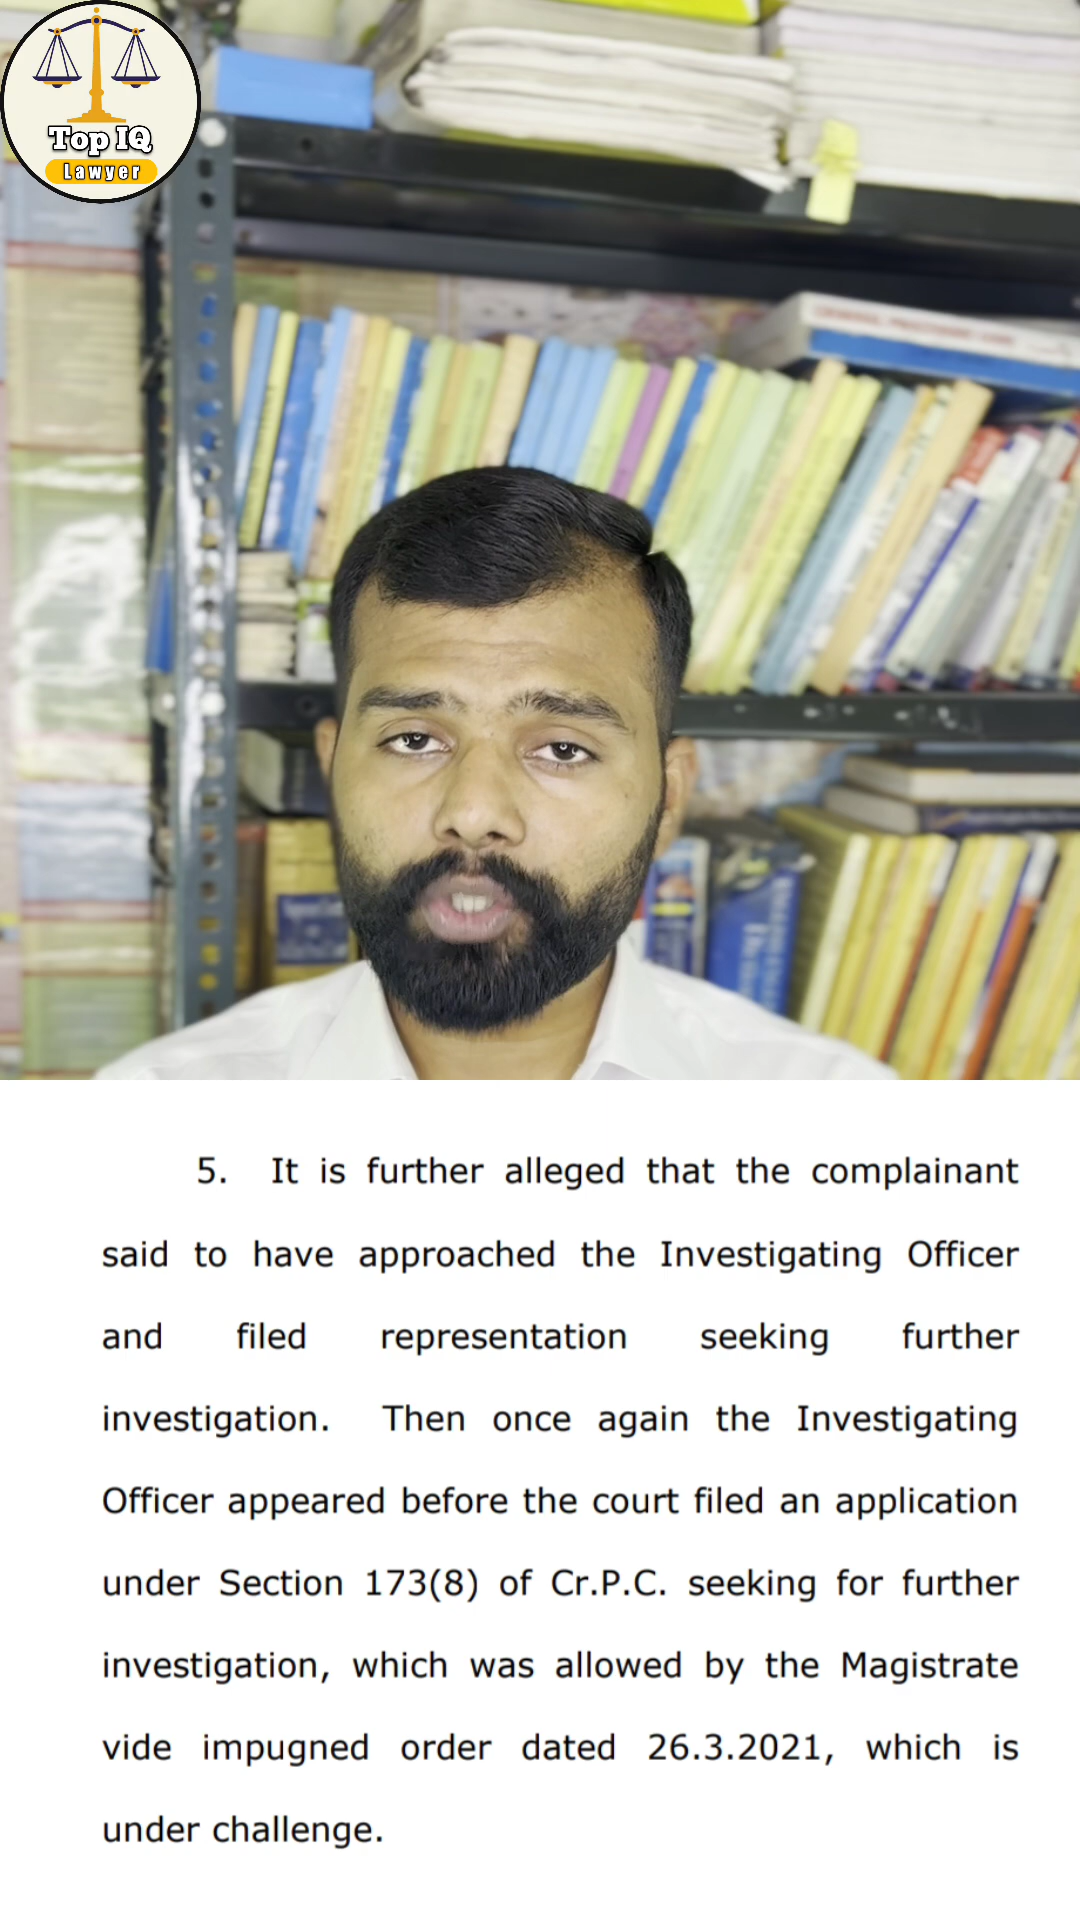 Top IQ
Lawyer
5. It is further alleged that the complainant
said to have approached the Investigating Officer
and filed representation seeking further
investigation. Then once again the Investigating
Officer appeared before the court filed an application
under Section 173(8) of Cr.P.C. seeking for further
investigation, which was allowed by the Magistrate
vide impugned order dated 26.3.2021, which is
under challenge.